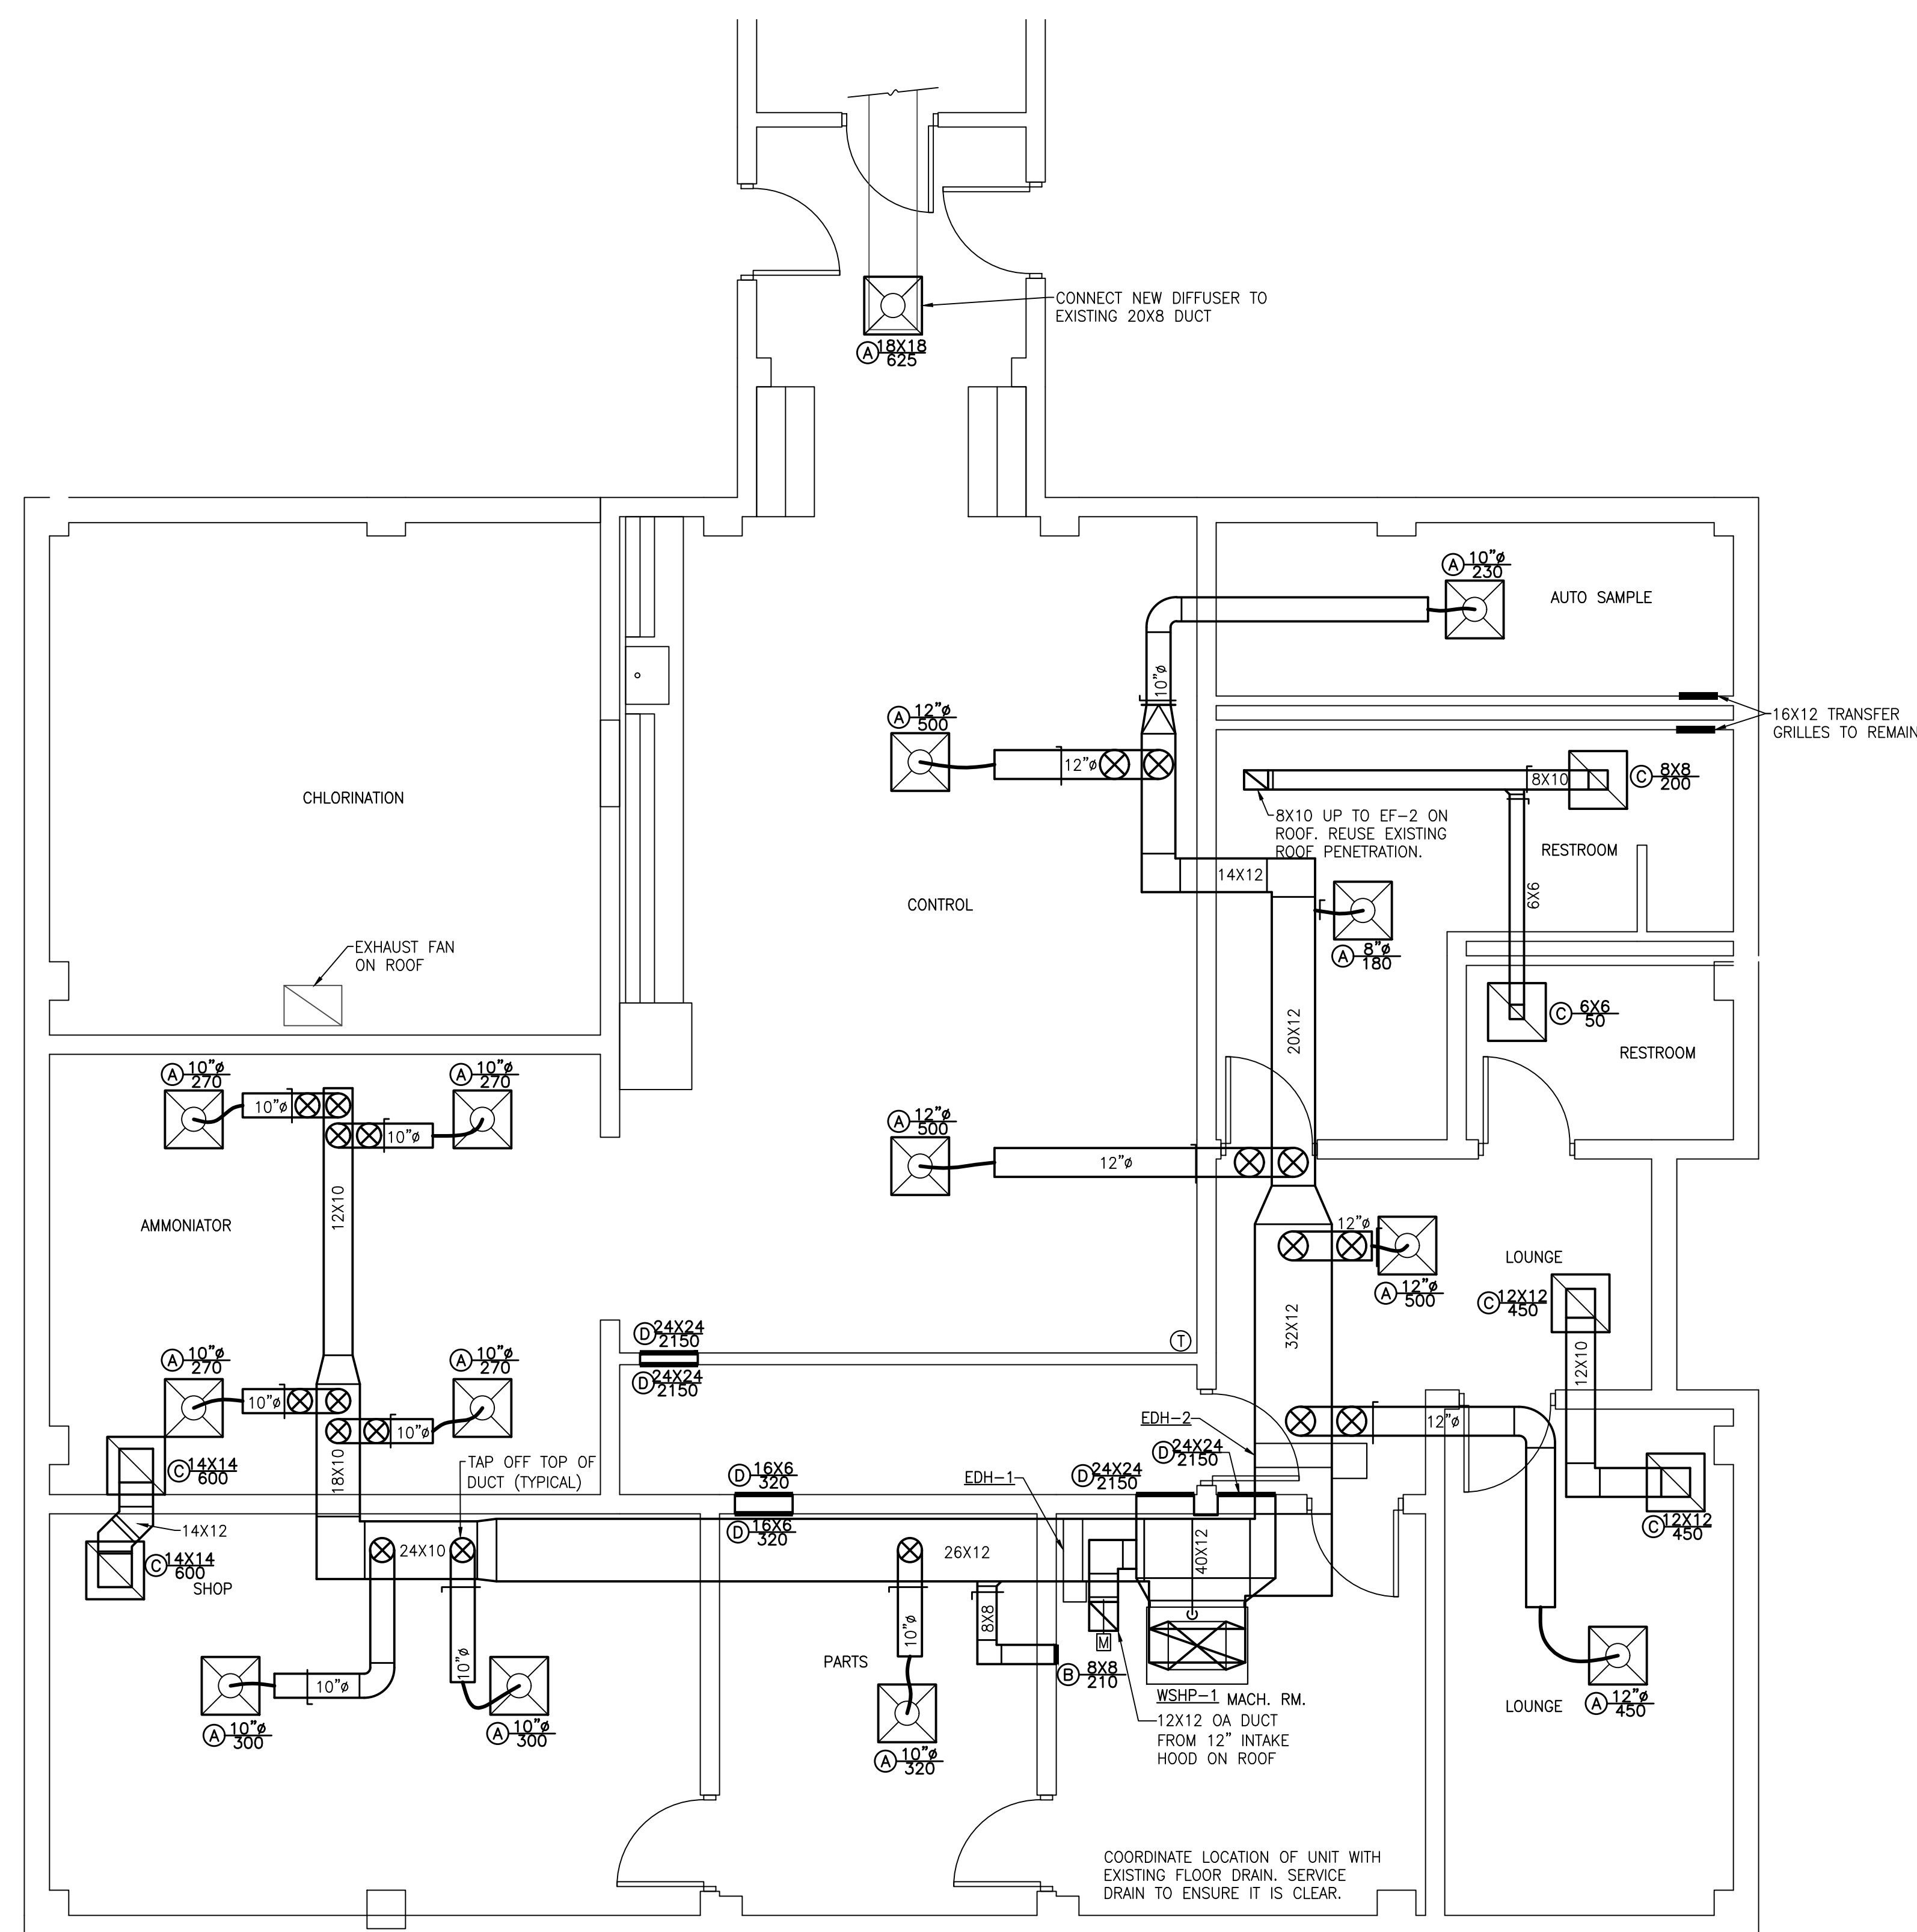 CONNECT NEW DIFFUSER TO
EXISTING 20X8 DUCT
A 18X18
625
A 10"ø
230
AUTO SAMPLE
10"ø
16X12 TRANSFER
GRILLES TO REMAIN
A 12"ø
500
12"ø
C 8X8
200
8X10
CHLORINATION
8X10 UP TO EF-2 ON
ROOF. REUSE EXISTING
ROOF PENETRATION.
RESTROOM
6X6
14X12
CONTROL
A 8"ø
180
EXHAUST FAN
ON ROOF
C 6X6
50
RESTROOM
20X12
A 10"ø
270
A 10"ø
270
10"ø
10"ø
12X10
AMMONIATOR
A 12"ø
500
12"ø
12"ø
A 12"ø
500
LOUNGE
C 12X12
450
12X10
32X12
T
D 24X24
2150
D 24X24
2150
A 10"ø
270
A 10"ø
270
10"ø
10"ø
18X10
TAP OFF TOP OF
DUCT (TYPICAL)
C 14X14
600
14X12
C 14X14
600
SHOP
EDH-2
12"ø
D 24X24
2150
D 24X24
2150
EDH-1
D 16X6
320
D 16X6
320
C 12X12
450
24X10
26X12
40X12
10"ø
10"ø
10"ø
8X8
M
PARTS
B 8X8
210
WSHP-1 MACH. RM.
12X12 OA DUCT
FROM 12" INTAKE
HOOD ON ROOF
LOUNGE
A 12"ø
450
A 10"ø
300
A 10"ø
300
A 10"ø
320
COORDINATE LOCATION OF UNIT WITH
EXISTING FLOOR DRAIN. SERVICE
DRAIN TO ENSURE IT IS CLEAR.